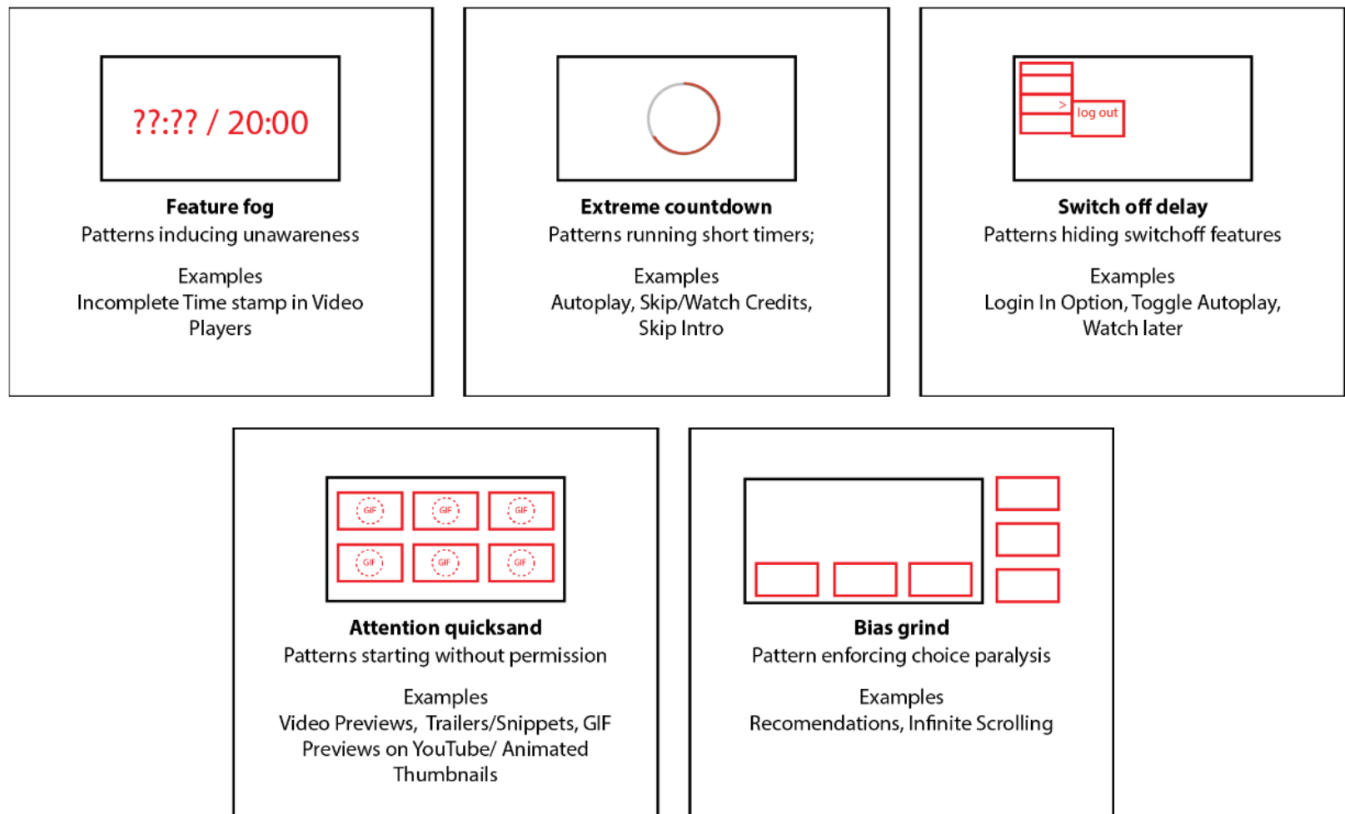 ??:?? / 20:00
Feature fog
Patterns inducing unawareness
Examples
Incomplete Time stamp in Video
Players
Extreme countdown
Patterns running short timers;
Examples
Autoplay, Skip/Watch Credits,
Skip Intro
>
log out
Switch off delay
Patterns hiding switchoff features
Examples
Login In Option, Toggle Autoplay,
Watch later
GIF GIF GIF
GIF GIF GIF
Attention quicksand
Patterns starting without permission
Examples
Video Previews, Trailers/Snippets, GIF
Previews on YouTube/ Animated
Thumbnails
Bias grind
Pattern enforcing choice paralysis
Examples
Recomendations, Infinite Scrolling